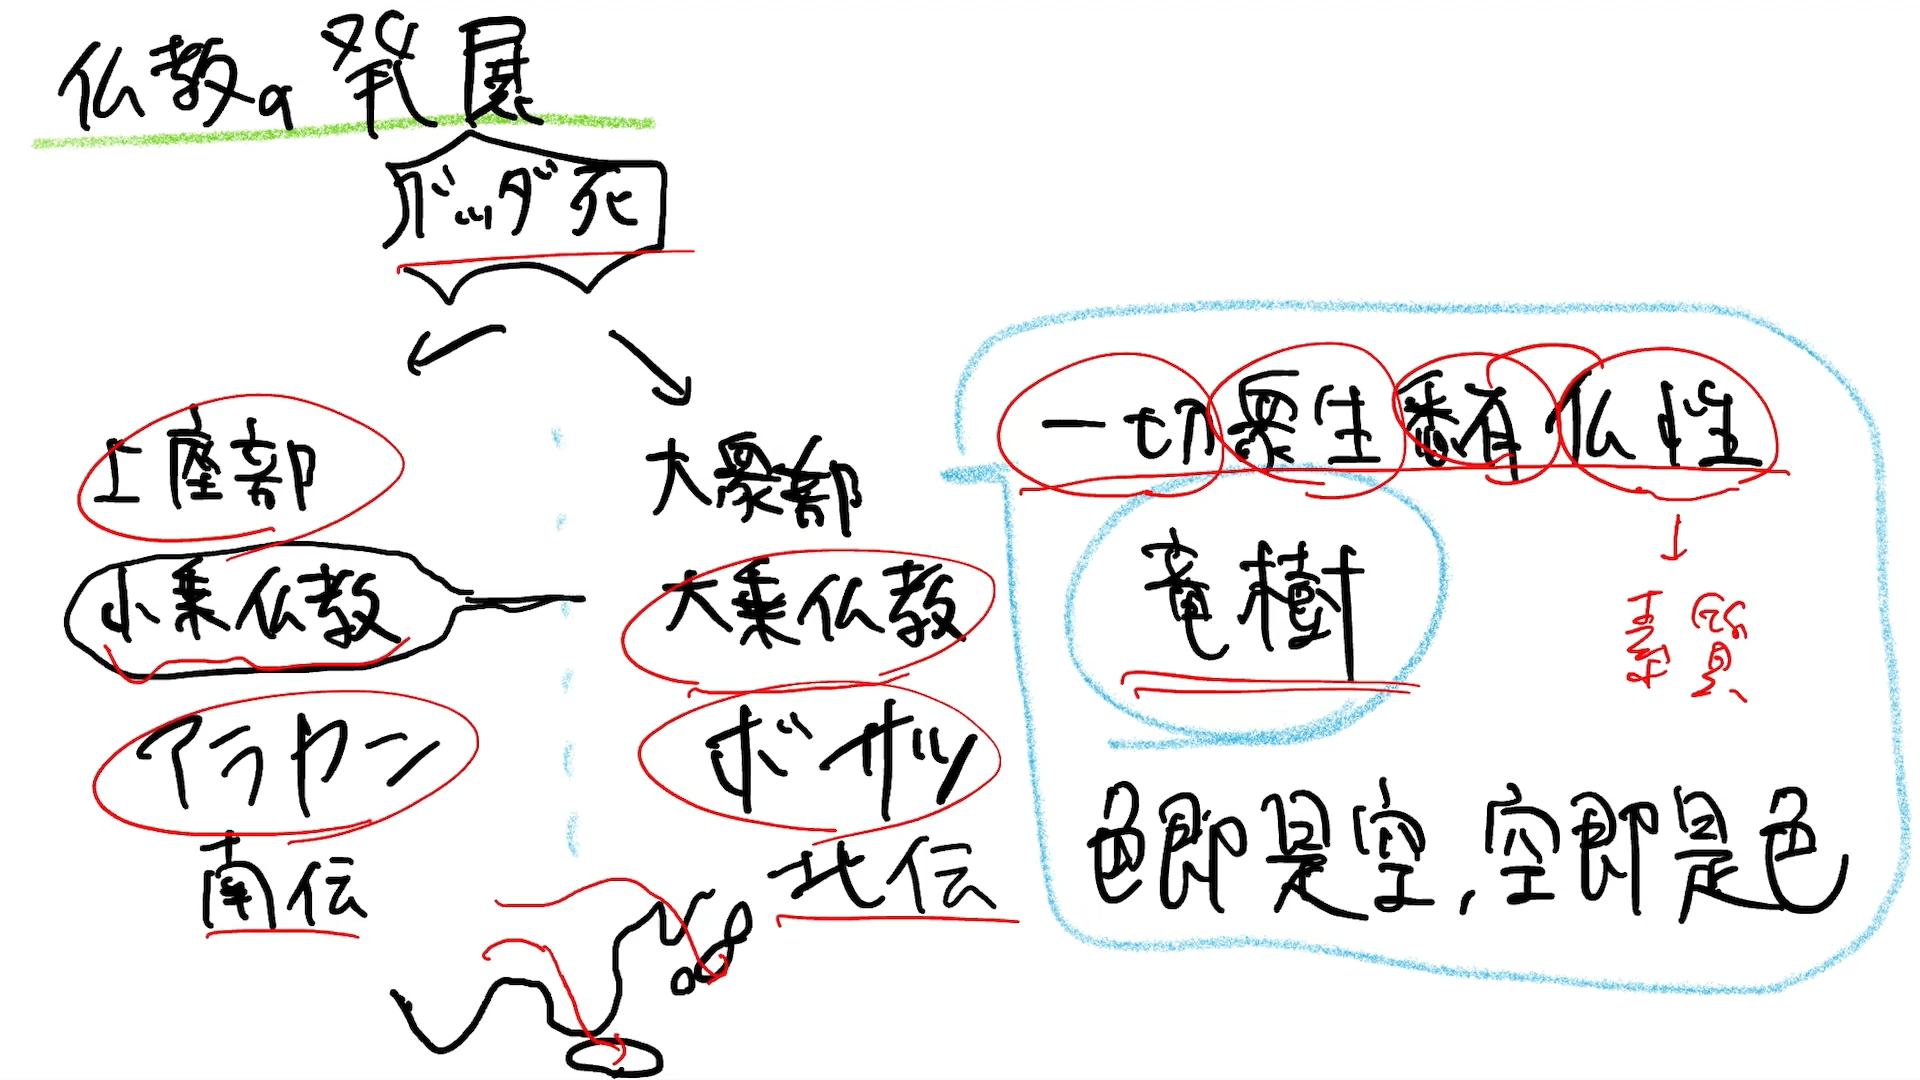 仏教の発展
ブッダ死
上座部
小乗仏教
アラカン
南伝
大衆部
大乗仏教
ボサツ
北伝
一切衆生悉有仏性
素質
竜樹
色即是空,空即是色